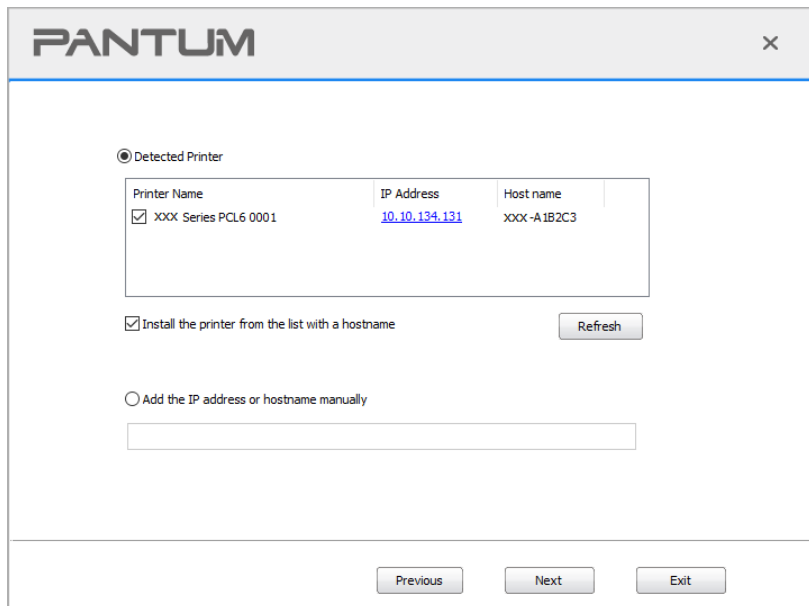 PANTUM
Detected Printer
Printer Name IP Address Host name
XXX Series PCL6 0001 10.10.134.131 XXX-A1B2C3
Install the printer from the list with a hostname Refresh
Add the IP address or hostname manually
Previous Next Exit